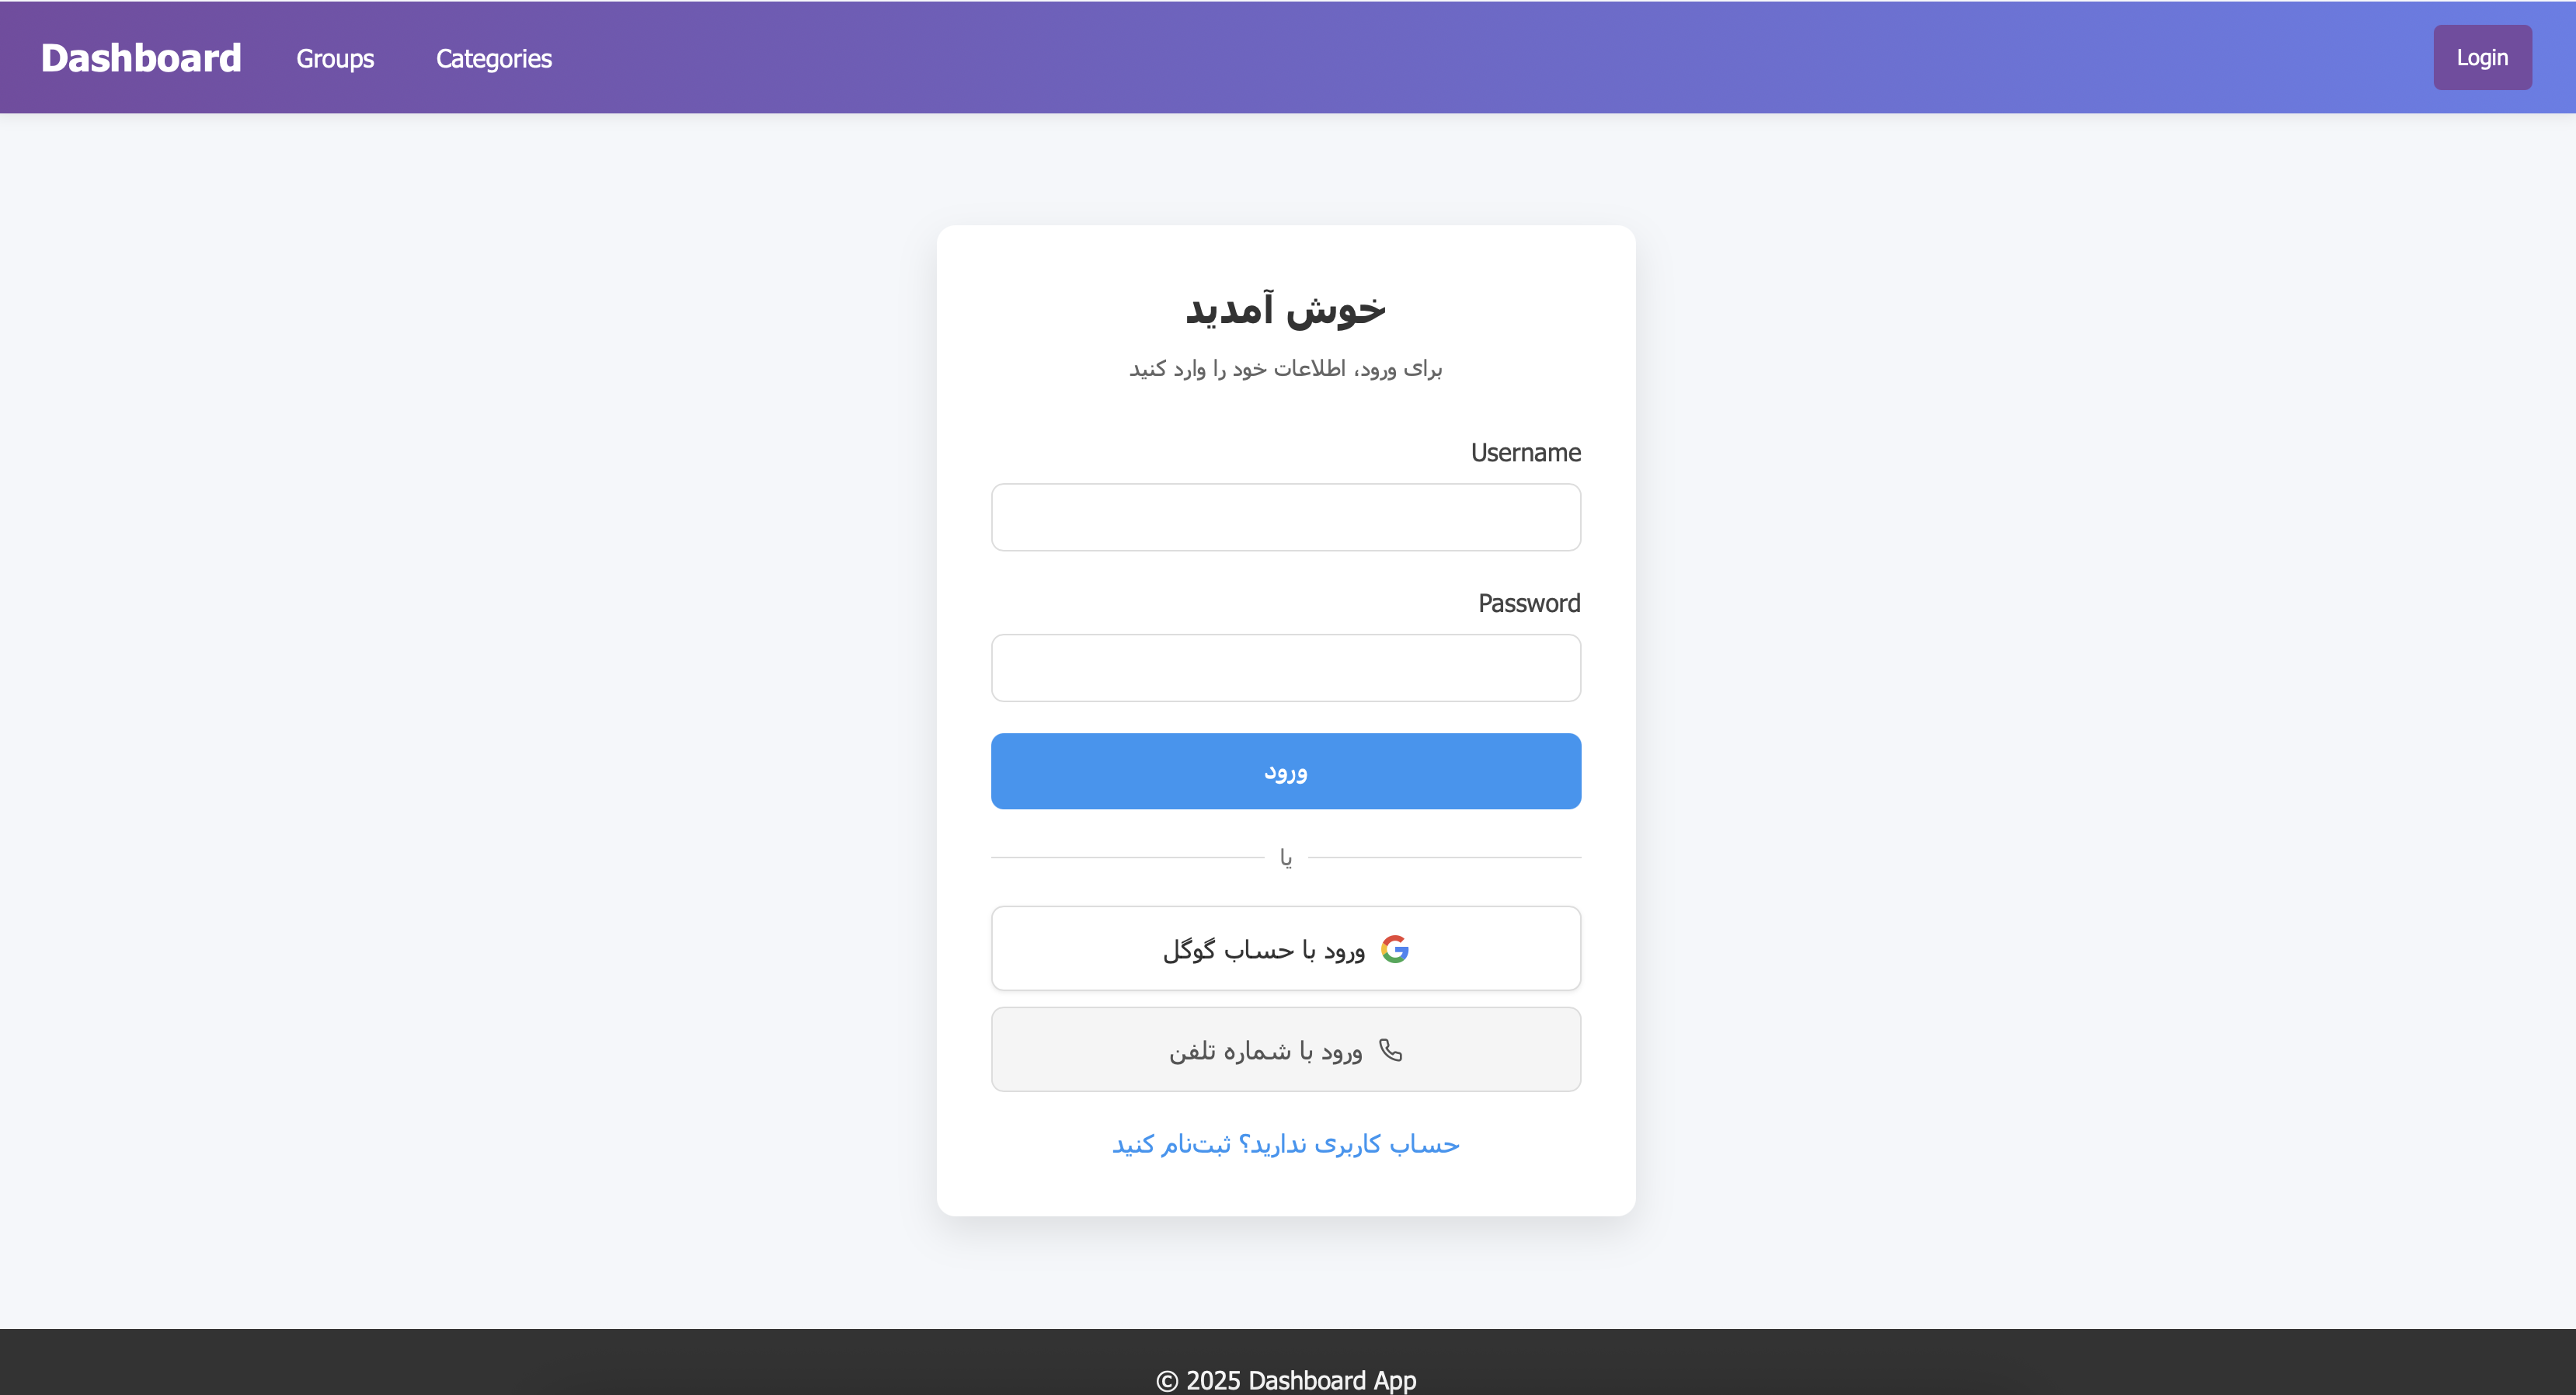 Dashboard
Groups
Categories
Login
خوش آمدید
برای ورود، اطلاعات خود را وارد کنید
Username
Password
ورود
یا
ورود با حساب گوگل
ورود با شماره تلفن
حساب کاربری ندارید؟ ثبت‌نام کنید
© 2025 Dashboard App